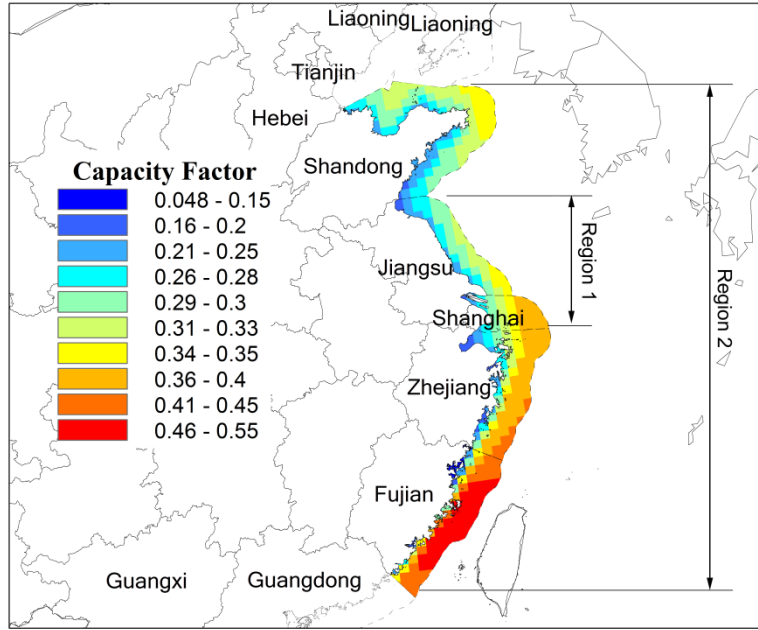 Liaoning
Liaoning
Tianjin
Hebei
Shandong
Capacity Factor
0.048 - 0.15
0.16 - 0.2
0.21 - 0.25
0.26 - 0.28
0.29 - 0.3
0.31 - 0.33
0.34 - 0.35
0.36 - 0.4
0.41 - 0.45
0.46 - 0.55
Jiangsu
Shanghai
Zhejiang
Fujian
Guangxi
Guangdong
Region 1
Region 2